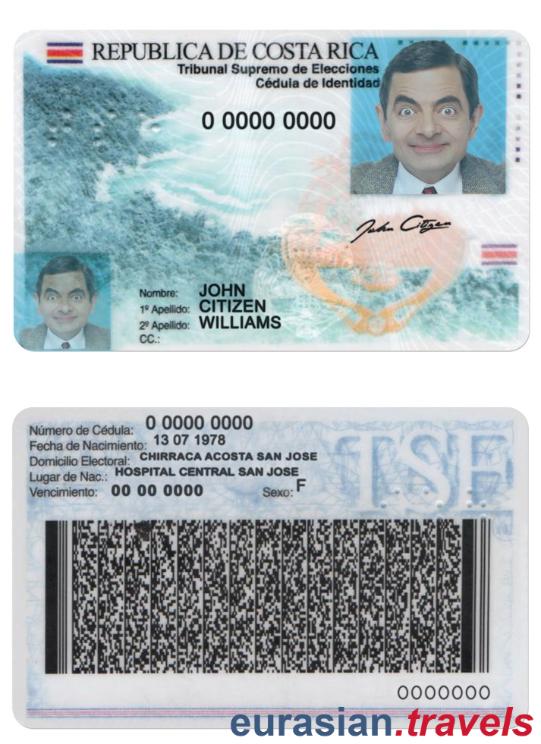 REPUBLICA DE COSTA RICA
Tribunal Supremo de Elecciones
Cédula de Identidad
0 0000 0000
John Citizen
Nombre: JOHN
1º Apellido: CITIZEN
2º Apellido: WILLIAMS
CC.:
Número de Cédula: 0 0000 0000
Fecha de Nacimiento: 13 07 1978
Domicilio Electoral: CHIRRACA ACOSTA SAN JOSE
Lugar de Nac.: HOSPITAL CENTRAL SAN JOSE
Vencimiento: 00 00 0000 Sexo: F
TSE
0000000
eurasian.travels